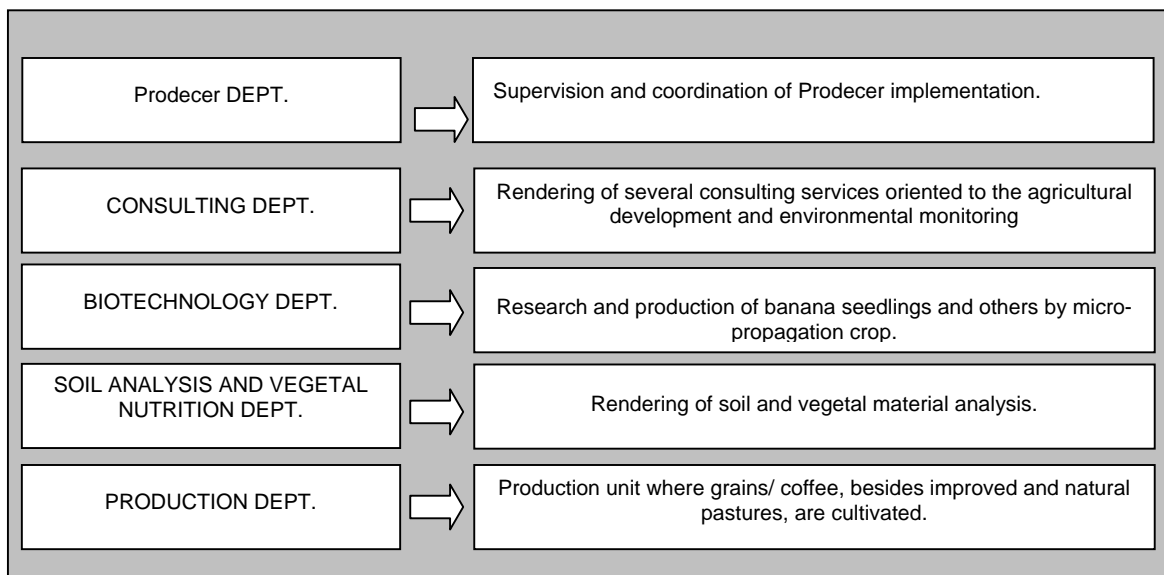 Prodecer DEPT.
Supervision and coordination of Prodecer implementation.
CONSULTING DEPT.
Rendering of several consulting services oriented to the agricultural
development and environmental monitoring
BIOTECHNOLOGY DEPT.
Research and production of banana seedlings and others by micro-
propagation crop.
SOIL ANALYSIS AND VEGETAL
NUTRITION DEPT.
Rendering of soil and vegetal material analysis.
PRODUCTION DEPT.
Production unit where grains/ coffee, besides improved and natural
pastures, are cultivated.